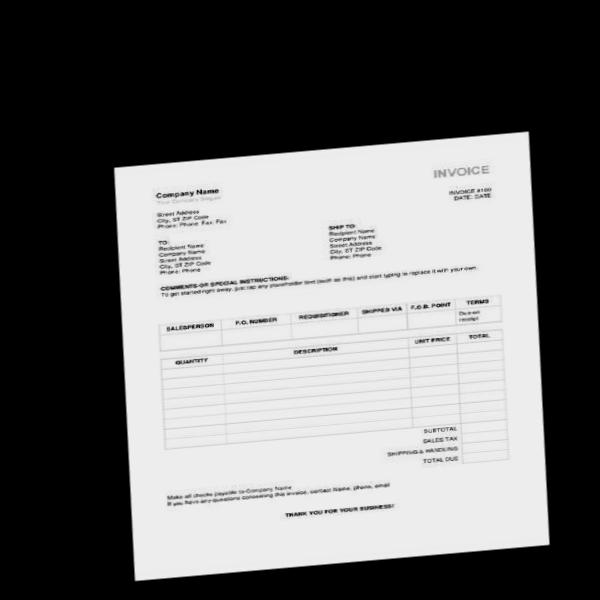 INVOICE
Company Name
Your Company Slogan
INVOICE #100
DATE: DATE
Street Address
City, ST ZIP Code
Phone: Phone Fax: Fax
TO:
Recipient Name
Company Name
Street Address
City, ST ZIP Code
Phone: Phone
SHIP TO:
Recipient Name
Company Name
Street Address
City, ST ZIP Code
Phone: Phone
COMMENTS OR SPECIAL INSTRUCTIONS:
To get started right away, just tap any placeholder text (such as this) and start typing to replace it with your own.
SALESPERSON P.O. NUMBER REQUISITIONER SHIPPED VIA F.O.B. POINT TERMS
Due on receipt
QUANTITY DESCRIPTION UNIT PRICE TOTAL
SUBTOTAL
SALES TAX
SHIPPING & HANDLING
TOTAL DUE
Make all checks payable to Company Name
If you have any questions concerning this invoice, contact Name, phone, email
THANK YOU FOR YOUR BUSINESS!